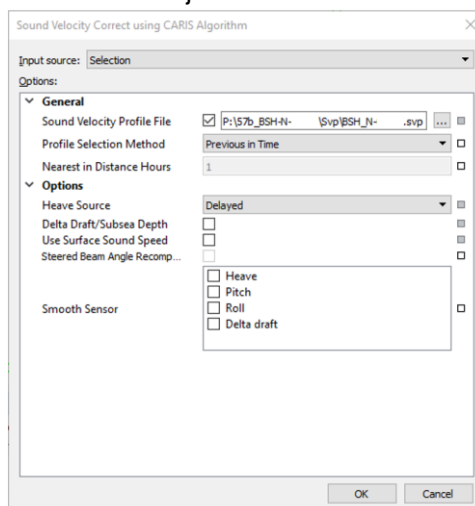 Sound Velocity Correct using CARIS Algorithm
Input source: Selection
Options:
General
Sound Velocity Profile File P:\57b_BSH-N- \Svp\BSH_N- .svp ...
Profile Selection Method Previous in Time
Nearest in Distance Hours 1
Options
Heave Source Delayed
Delta Draft/Subsea Depth
Use Surface Sound Speed
Steered Beam Angle Recomp...
Smooth Sensor
Heave
Pitch
Roll
Delta draft
OK Cancel